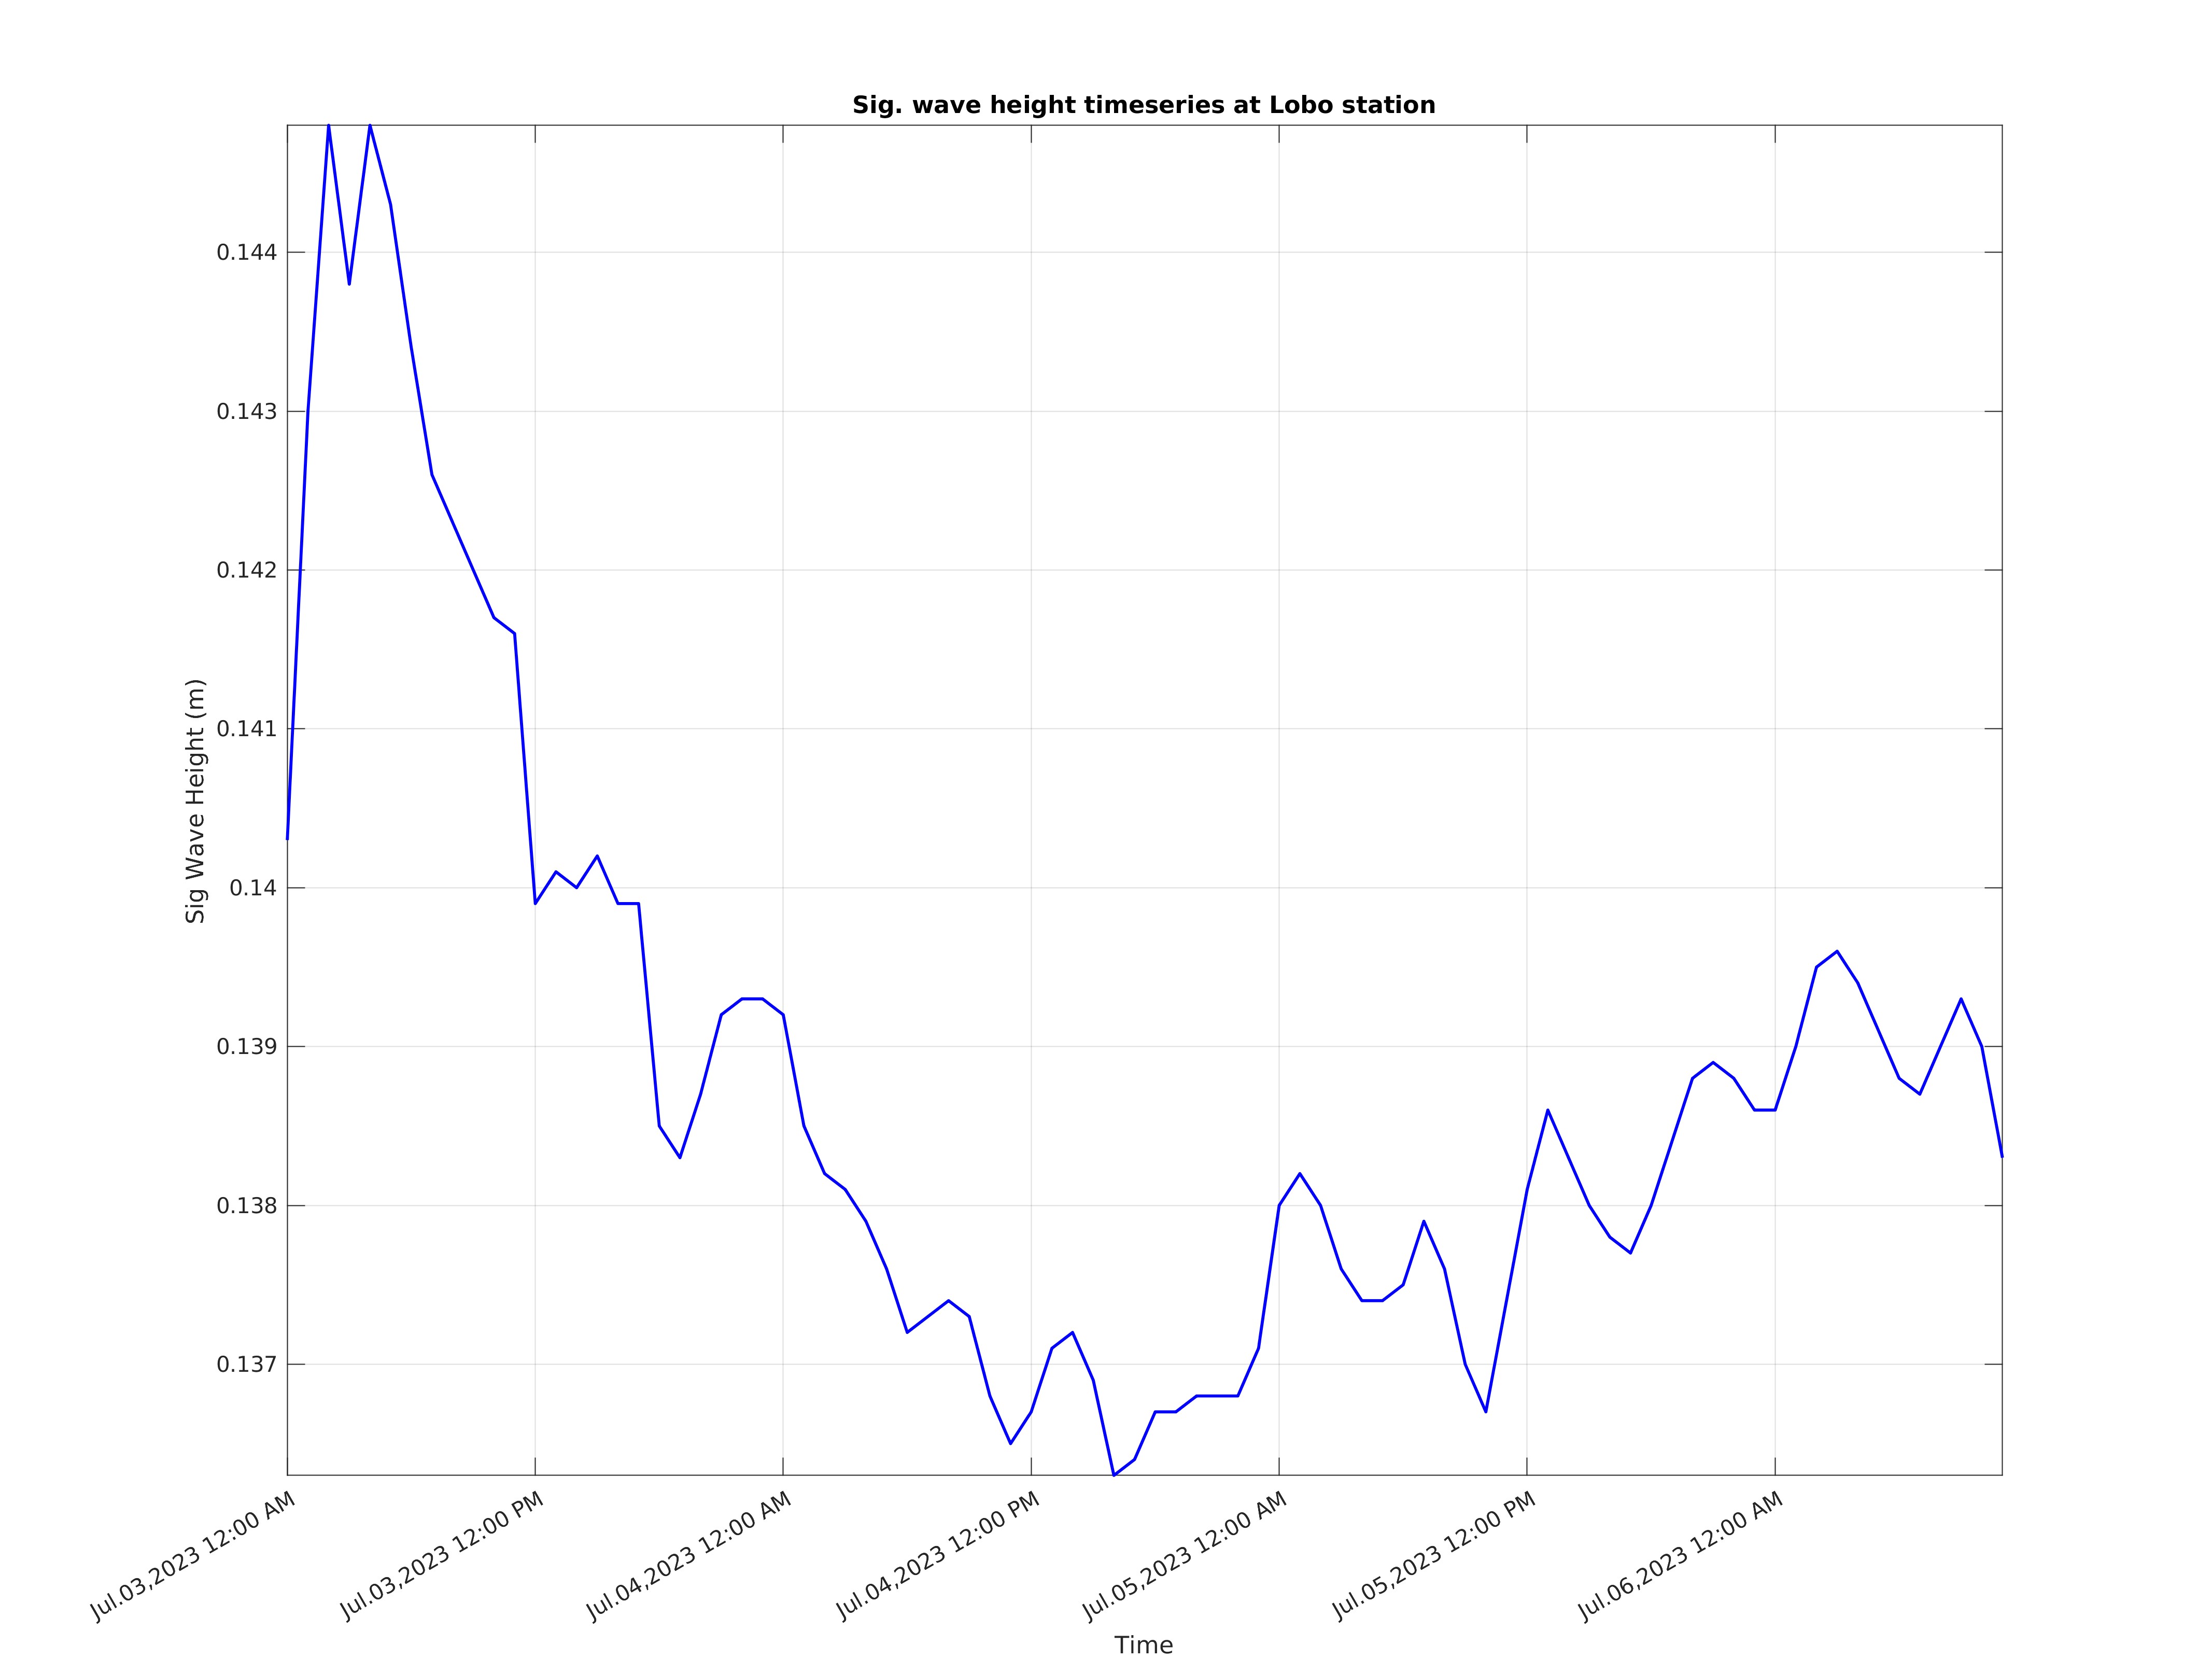 Sig. wave height timeseries at Lobo station
0.144
0.143
0.142
0.141
0.14
0.139
0.138
0.137
Sig Wave Height (m)
Jul.03,2023 12:00 AM
Jul.03,2023 12:00 PM
Jul.04,2023 12:00 AM
Jul.04,2023 12:00 PM
Jul.05,2023 12:00 AM
Jul.05,2023 12:00 PM
Jul.06,2023 12:00 AM
Time